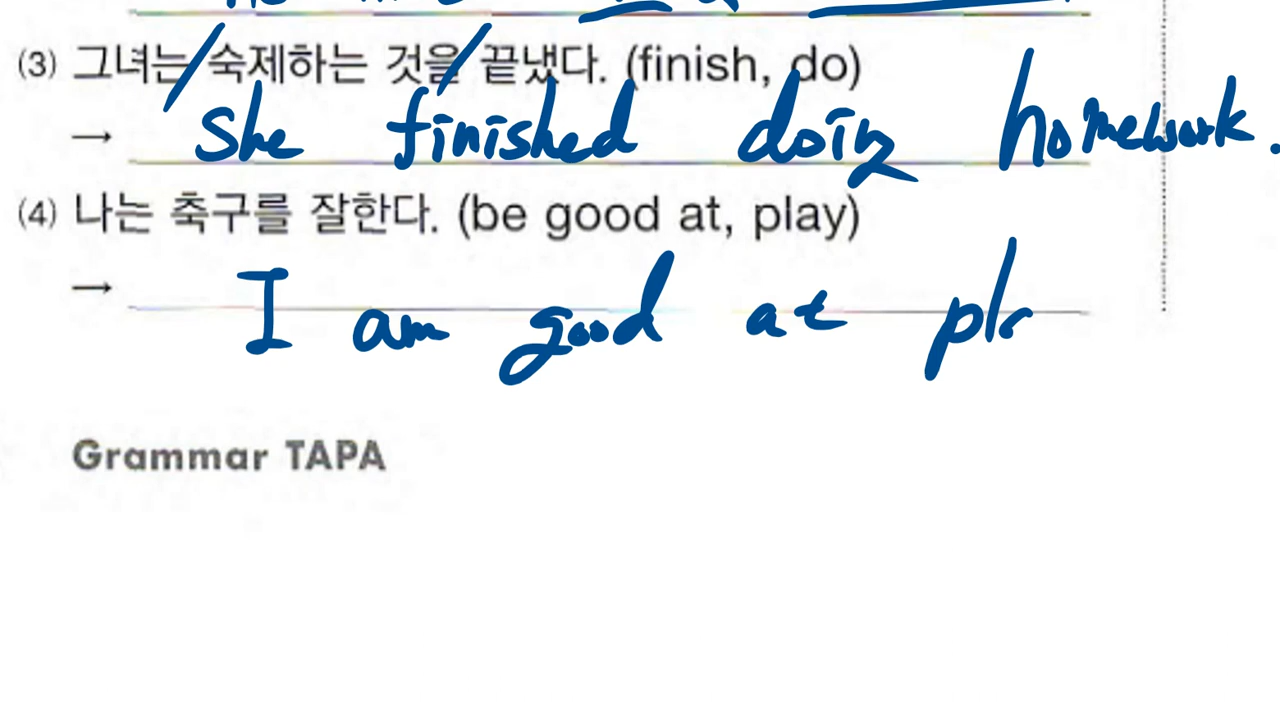 (3) 그녀는 숙제하는 것을 끝냈다. (finish, do)
→ She finished doing homework.
(4) 나는 축구를 잘한다. (be good at, play)
→ I am good at pla
Grammar TAPA